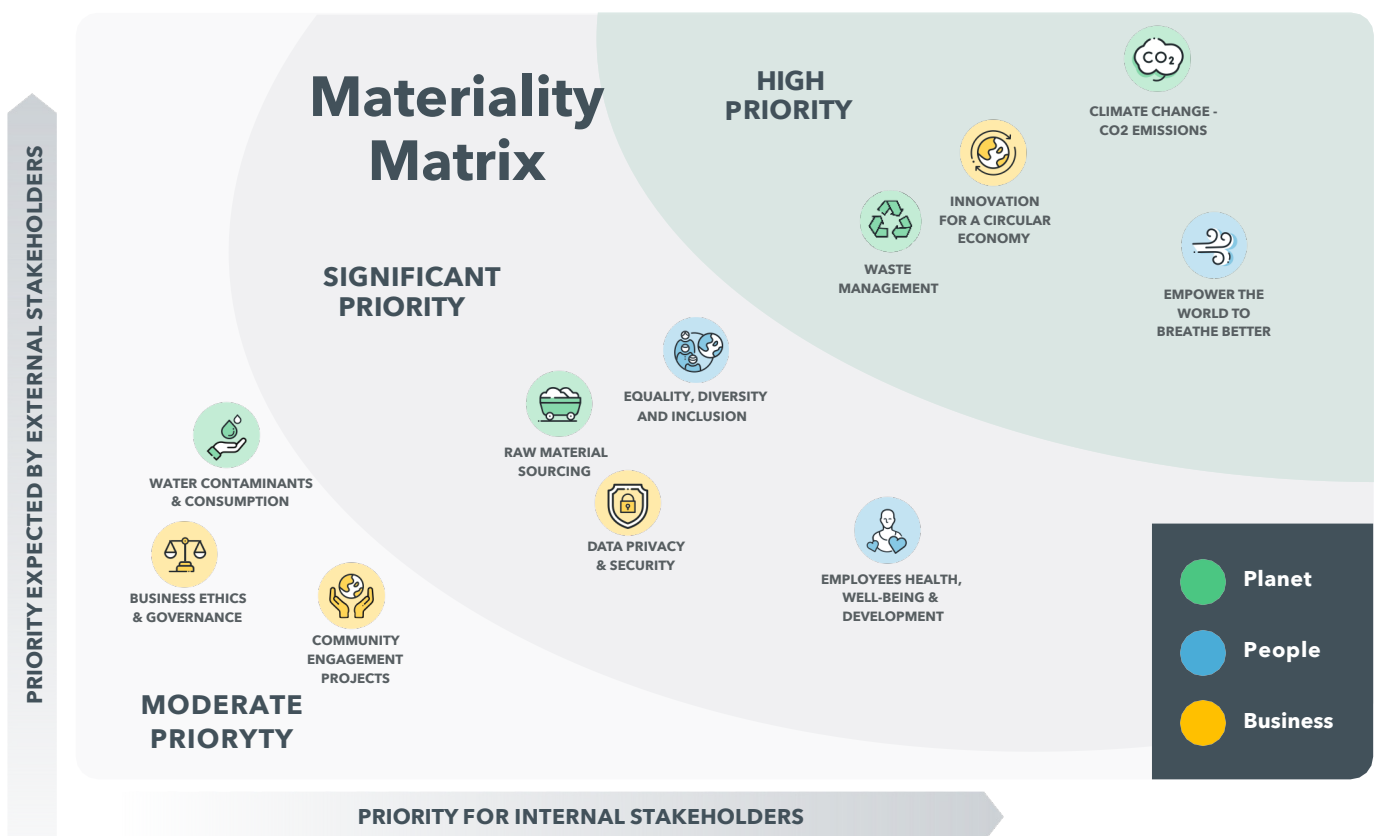 Materiality
Matrix
HIGH
PRIORITY
CO2
CLIMATE CHANGE -
CO2 EMISSIONS
INNOVATION
FOR A CIRCULAR
ECONOMY
WASTE
MANAGEMENT
EMPOWER THE
WORLD TO
BREATHE BETTER
SIGNIFICANT
PRIORITY
EQUALITY, DIVERSITY
AND INCLUSION
RAW MATERIAL
SOURCING
DATA PRIVACY
& SECURITY
EMPLOYEES HEALTH,
WELL-BEING &
DEVELOPMENT
WATER CONTAMINANTS
& CONSUMPTION
BUSINESS ETHICS
& GOVERNANCE
COMMUNITY
ENGAGEMENT
PROJECTS
MODERATE
PRIORYTY
Planet
People
Business
PRIORITY EXPECTED BY EXTERNAL STAKEHOLDERS
PRIORITY FOR INTERNAL STAKEHOLDERS